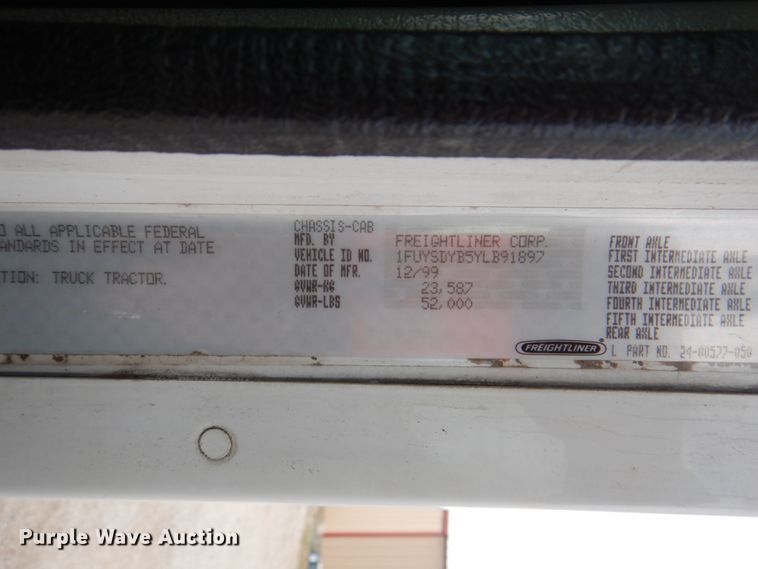 O ALL APPLICABLE FEDERAL
ANDARDS IN EFFECT AT DATE
TION: TRUCK TRACTOR.
CHASSIS-CAB
MFD. BY FREIGHTLINER CORP.
VEHICLE ID NO. 1FUYSDYB5YLB91897
DATE OF MFR. 12/99
GVWR-KG 23,587
GVWR-LBS 52,000
FRONT AXLE
FIRST INTERMEDIATE AXLE
SECOND INTERMEDIATE AXLE
THIRD INTERMEDIATE AXLE
FOURTH INTERMEDIATE AXLE
FIFTH INTERMEDIATE AXLE
REAR AXLE
FREIGHTLINER L PART NO. 24-00577-050
Purple Wave Auction